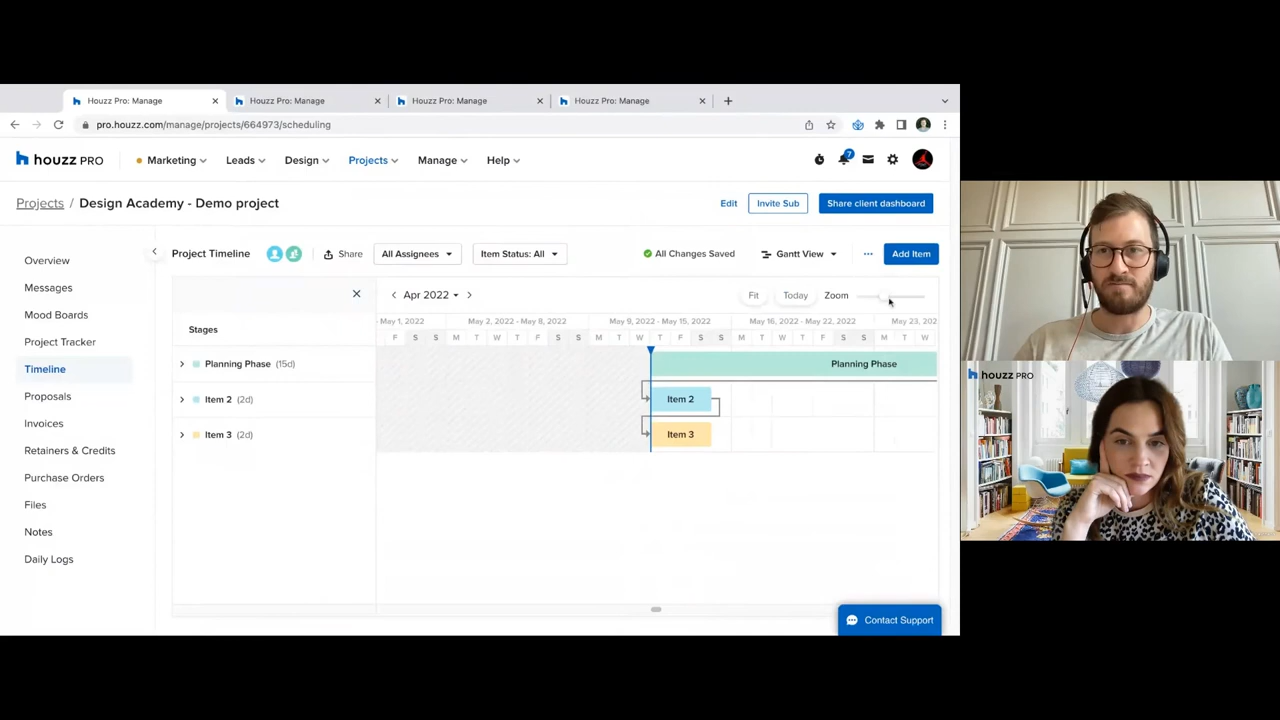 Houzz Pro: Manage
Houzz Pro: Manage
Houzz Pro: Manage
Houzz Pro: Manage
pro.houzz.com/manage/projects/664973/scheduling
houzz PRO
Marketing
Leads
Design
Projects
Manage
Help
7
Projects / Design Academy - Demo project
Edit
Invite Sub
Share client dashboard
Overview
Messages
Mood Boards
Project Tracker
Timeline
Proposals
Invoices
Retainers & Credits
Purchase Orders
Files
Notes
Daily Logs
Project Timeline
Share
All Assignees
Item Status: All
All Changes Saved
Gantt View
Add Item
Apr 2022
Fit
Today
Zoom
- May 1, 2022
May 2, 2022 - May 8, 2022
May 9, 2022 - May 15, 2022
May 16, 2022 - May 22, 2022
May 23, 202
F S S M T W T F S S M T W T F S S M T W T F S S M T W
Stages
Planning Phase (15d)
Planning Phase
Item 2 (2d)
Item 2
Item 3 (2d)
Item 3
Contact Support
houzz PRO